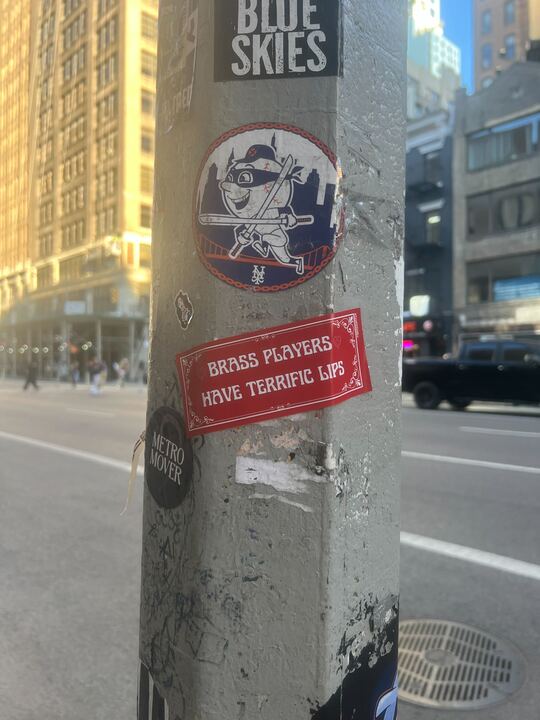 BLUE
SKIES
NY
BRASS PLAYERS
HAVE TERRIFIC LIPS
METRO
MOVER